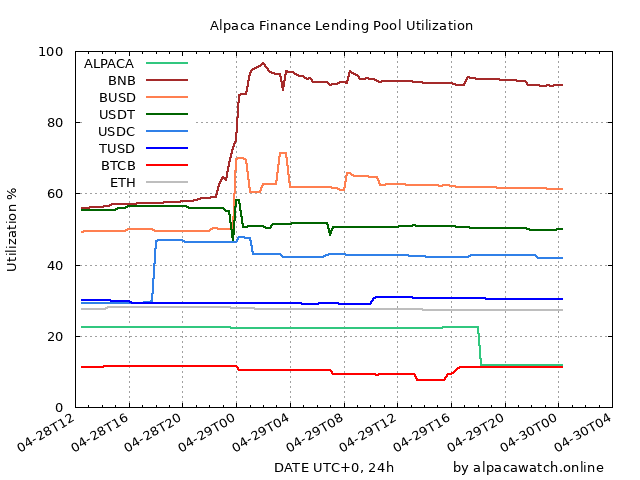 Alpaca Finance Lending Pool Utilization
100
80
60
40
20
0
Utilization %
ALPACA
BNB
BUSD
USDT
USDC
TUSD
BTCB
ETH
04-28T12
04-28T16
04-28T20
04-29T00
04-29T04
04-29T08
04-29T12
04-29T16
04-29T20
04-30T00
04-30T04
DATE UTC+0, 24h
by alpacawatch.online